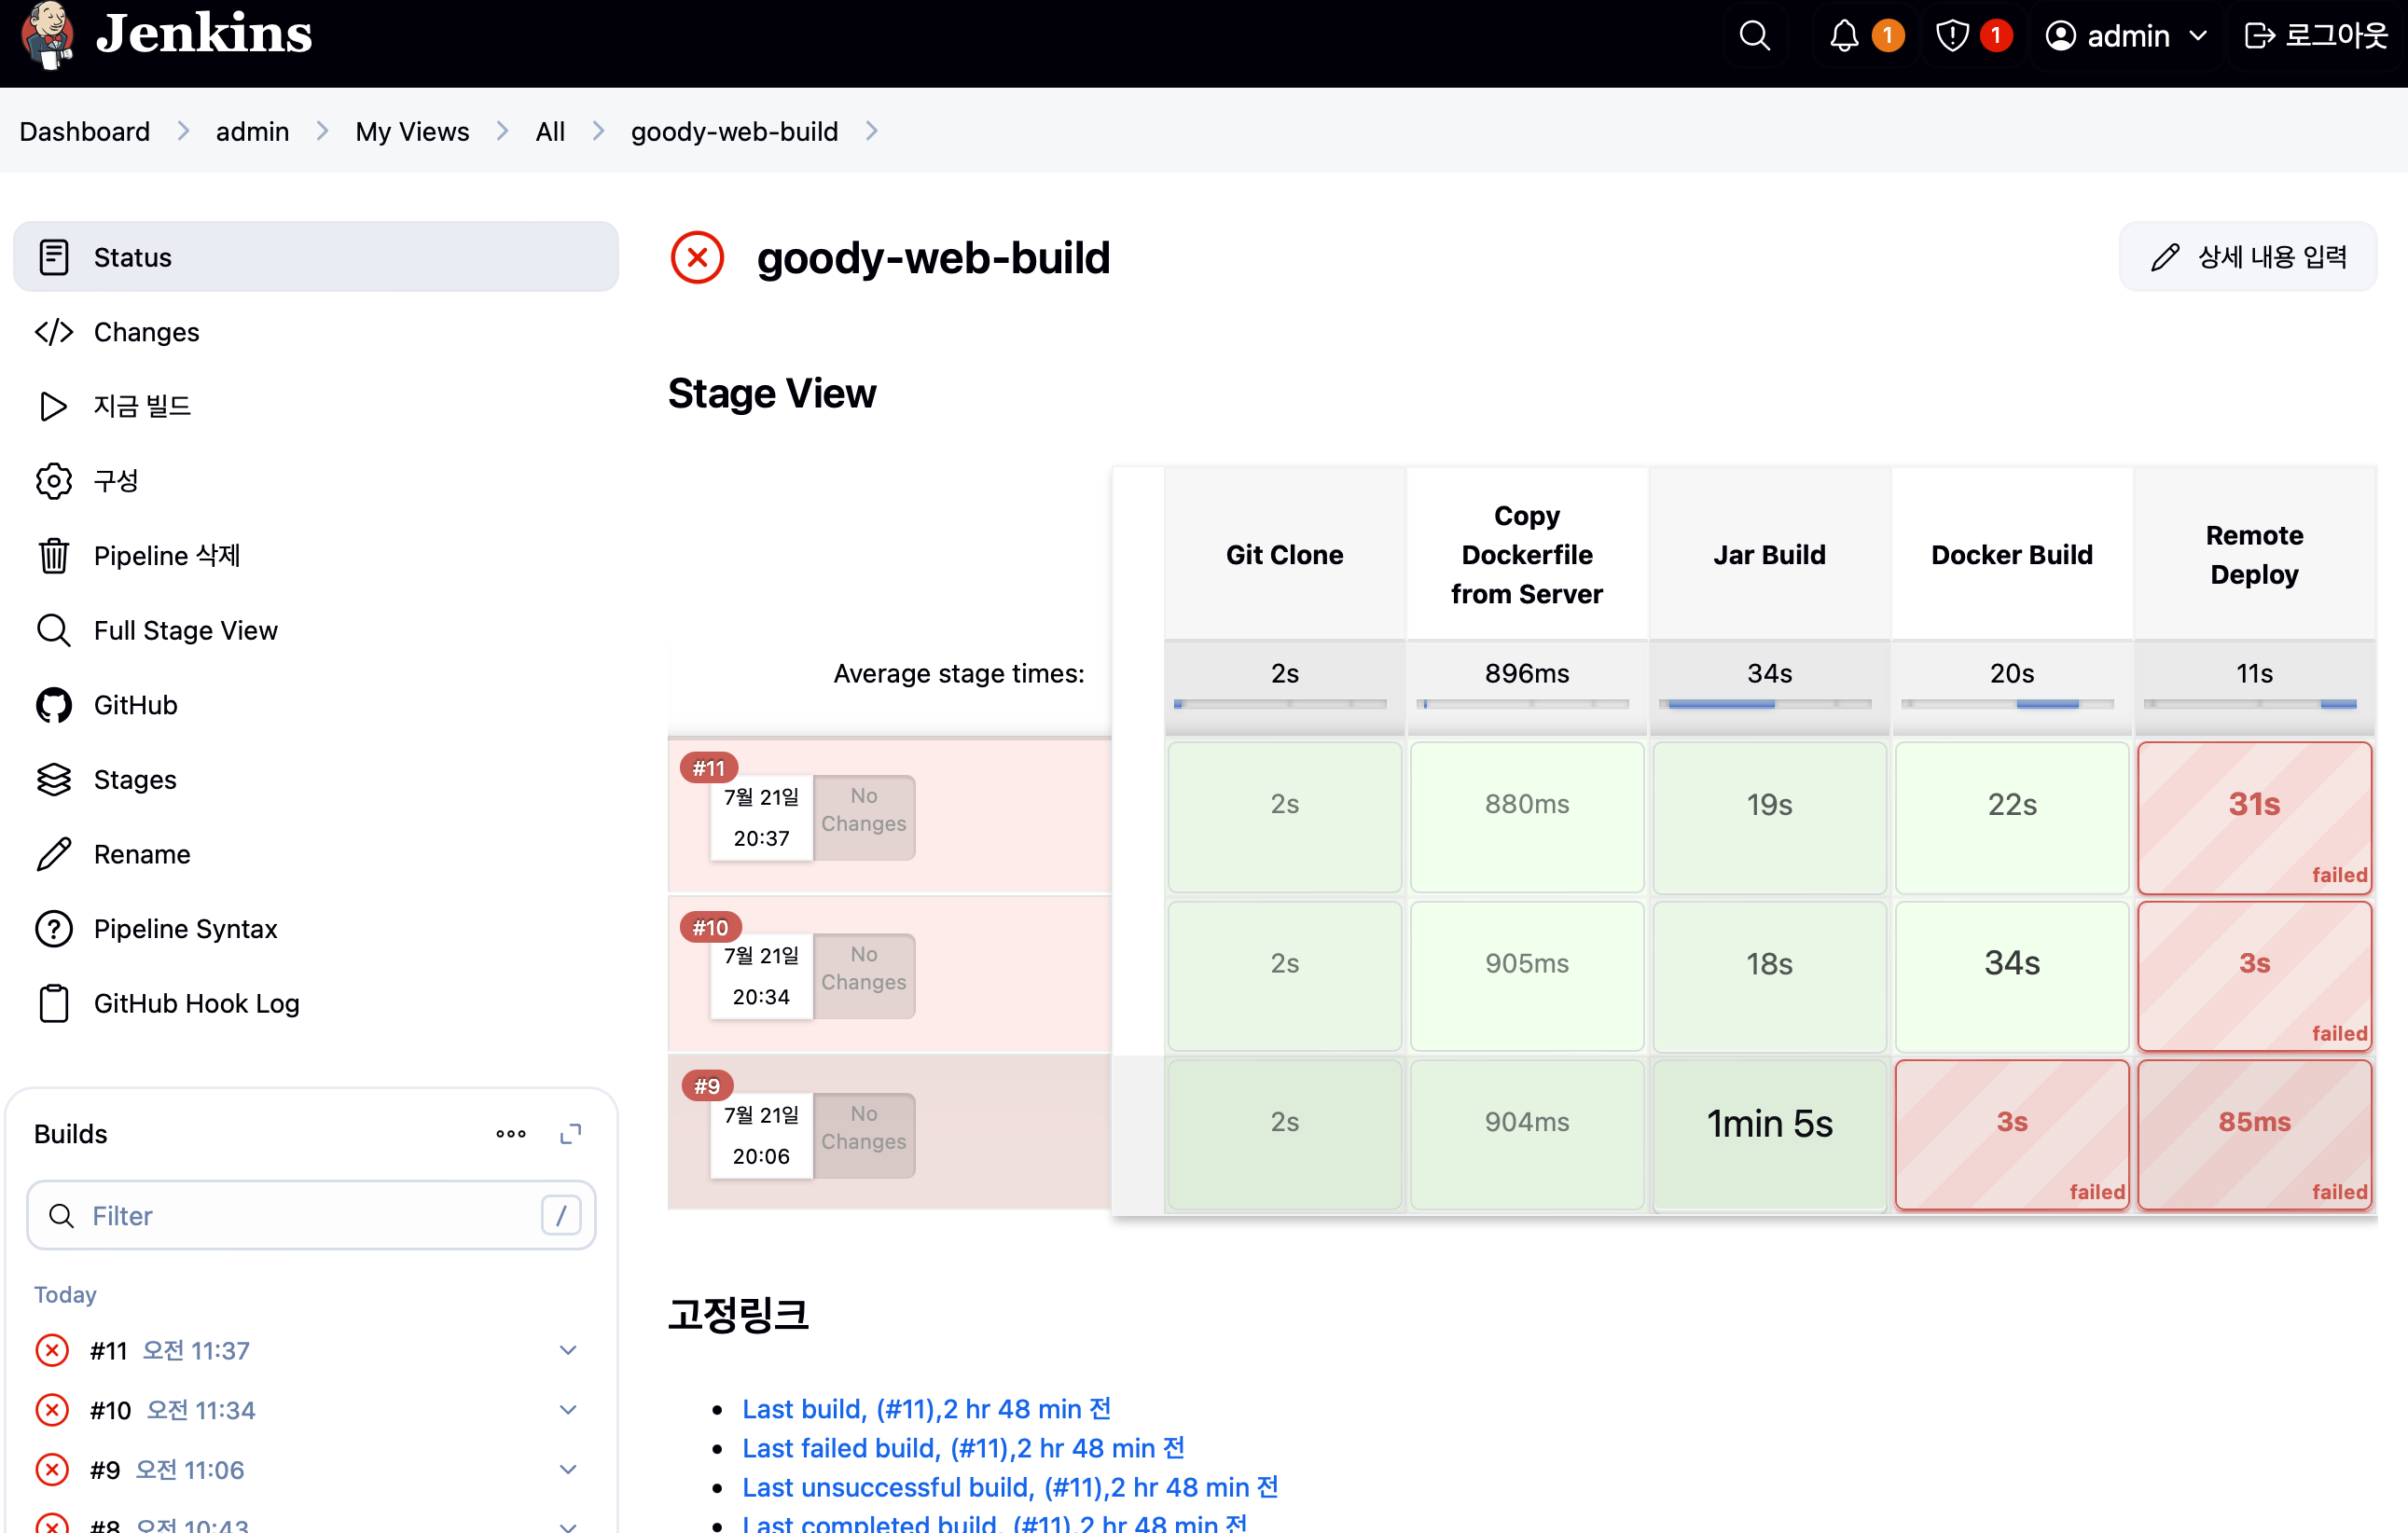 Jenkins
1
1
admin
로그아웃
Dashboard
admin
My Views
All
goody-web-build
Status
Changes
지금 빌드
구성
Pipeline 삭제
Full Stage View
GitHub
Stages
Rename
Pipeline Syntax
GitHub Hook Log
Builds
Filter
/
Today
#11 오전 11:37
#10 오전 11:34
#9 오전 11:06
#8 오전 10:43
goody-web-build
상세 내용 입력
Stage View
Git Clone
Copy
Dockerfile
from Server
Jar Build
Docker Build
Remote
Deploy
Average stage times:
2s
896ms
34s
20s
11s
#11
7월 21일
20:37
No
Changes
2s
880ms
19s
22s
31s
failed
#10
7월 21일
20:34
No
Changes
2s
905ms
18s
34s
3s
failed
#9
7월 21일
20:06
No
Changes
2s
904ms
1min 5s
3s
failed
85ms
failed
고정링크
Last build, (#11),2 hr 48 min 전
Last failed build, (#11),2 hr 48 min 전
Last unsuccessful build, (#11),2 hr 48 min 전
Last completed build, (#11),2 hr 48 min 전